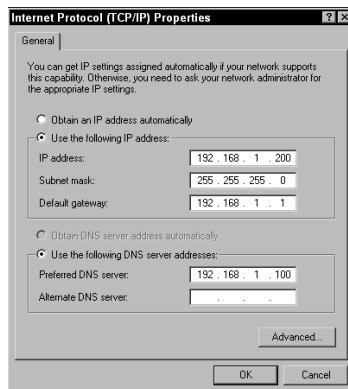 Internet Protocol (TCP/IP) Properties
General
You can get IP settings assigned automatically if your network supports
this capability. Otherwise, you need to ask your network administrator for
the appropriate IP settings.
Obtain an IP address automatically
Use the following IP address:
IP address: 192 . 168 . 1 . 200
Subnet mask: 255 . 255 . 255 . 0
Default gateway: 192 . 168 . 1 . 1
Obtain DNS server address automatically
Use the following DNS server addresses:
Preferred DNS server: 192 . 168 . 1 . 100
Alternate DNS server: . . .
Advanced...
OK Cancel